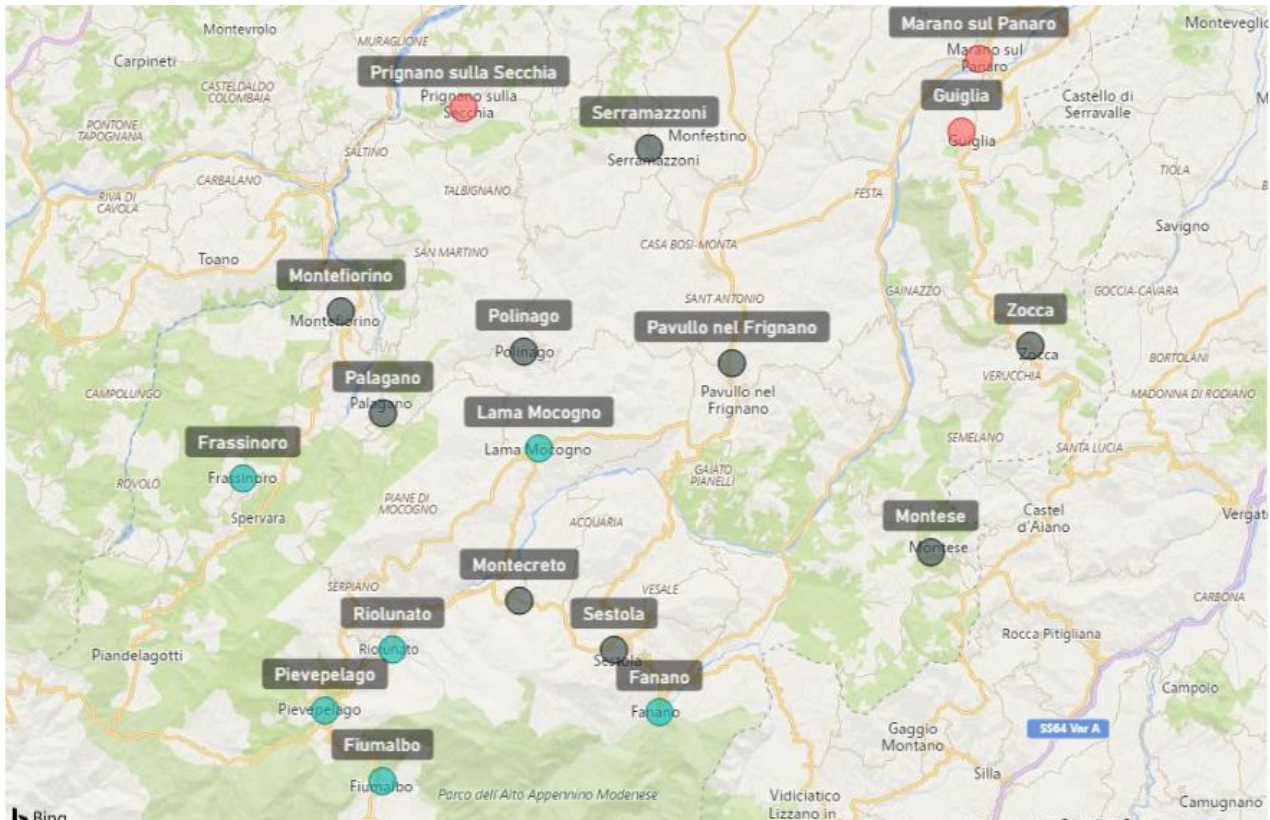 Montevrolo
MURAGLIONE
Marano sul Panaro
Carpineti
Marano sul
Panaro
Prignano sulla Secchia
Prignano sulla
Secchia
CASTELDALDO
COLOMBAIA
Guiglia
Guiglia
Castello di
Serravalle
Serramazzoni
Monfestino
Serramazzoni
PONTONE
TAPOGNANA
SALTINO
CARBALANO
TALBIGNANO
FESTA
TIOLA
RIVA DI
CAVOLA
Savigno
CASA BOSI-MONTA
SAN MARTINO
Toano
Montefiorino
Montefiorino
SANT ANTONIO
GAINAZZO
GOCCIA-CAVARA
Polinago
Polinago
Pavullo nel Frignano
Pavullo nel
Frignano
Zocca
Zocca
VERUCCHIA
BORTOLANI
MADONNA DI RODIANO
CAMPOLUNGO
Palagano
Palagano
Lama Mocogno
Lama Mocogno
Frassinoro
Frassinoro
SEMELANO
SANTA LUCIA
GAIATO
PIANELLI
ROVOLO
Spervara
PIANE DI
MOCOGNO
ACQUARIA
Montese
Montese
Castel
d'Aiano
Montecreto
SERPIANO
VESALE
CARBONA
Riolunato
Riolunato
Sestola
Sestola
Rocca Pitigliana
Piandelagotti
Pievepelago
Pievepelago
Fanano
Fanano
Campolo
Fiumalbo
Fiumalbo
Gaggio
Montano
SS64 Var A
Silla
Parco dell'Alto Appennino Modenese
Vidiciatico
Lizzano in
Camugnano
Bing